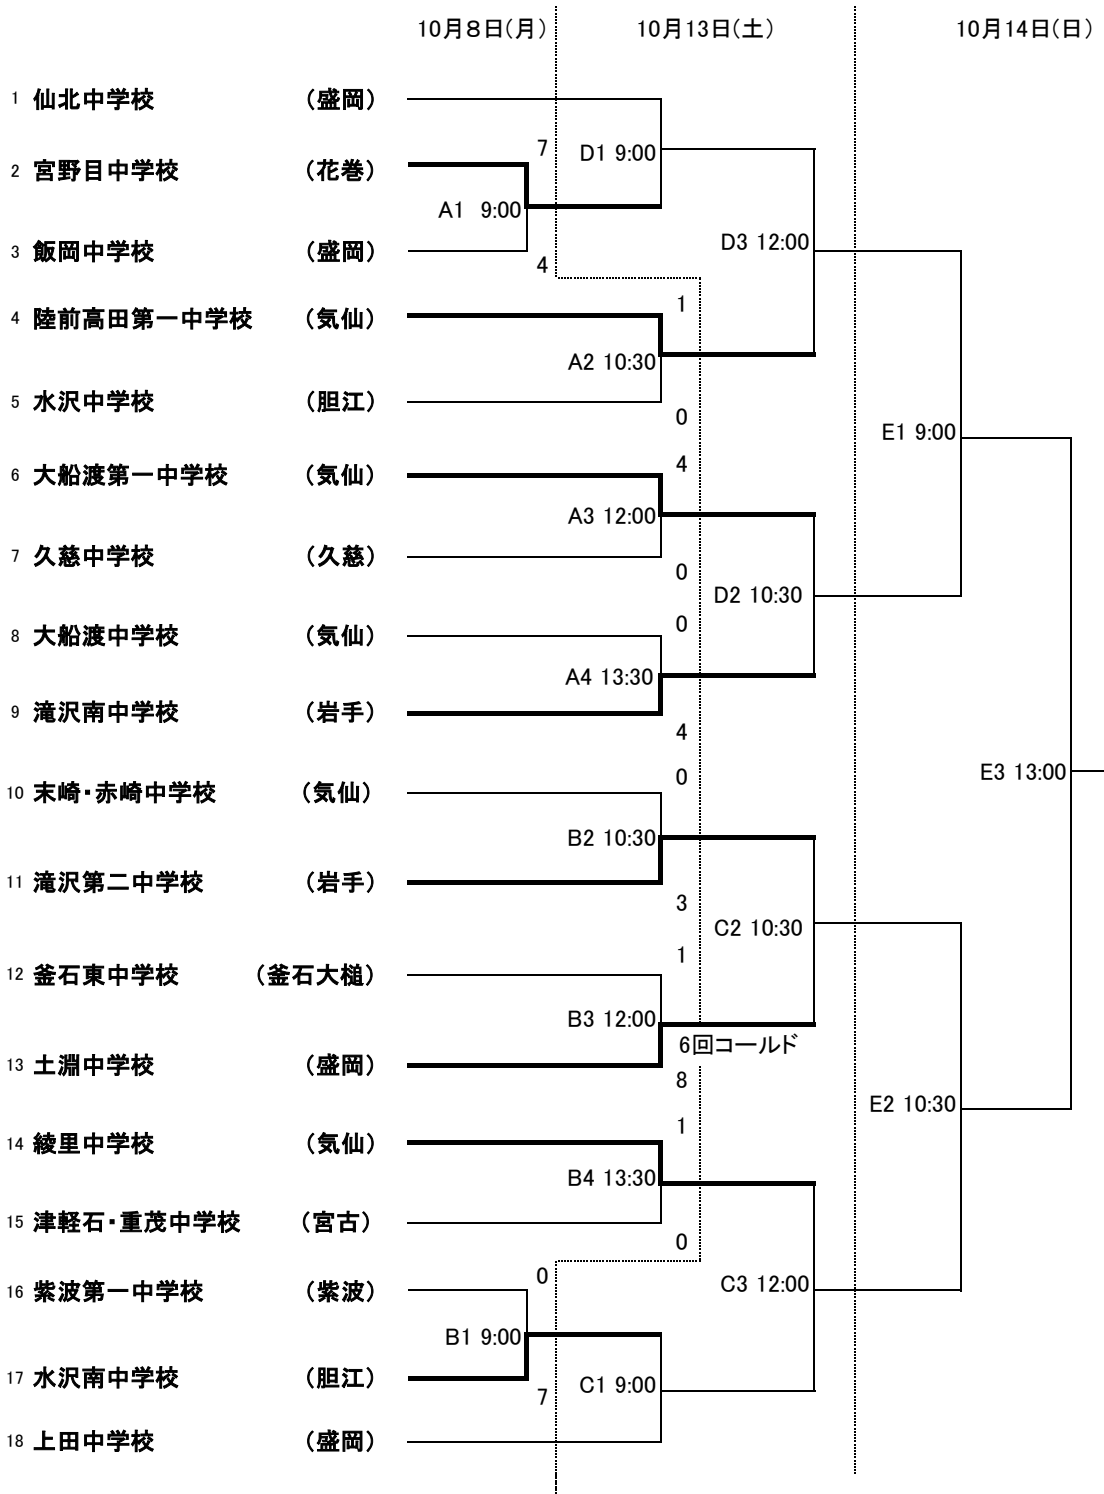 10月8日(月) 10月13日(土) 10月14日(日)
1 仙北中学校 (盛岡)
7 D1 9:00
2 宮野目中学校 (花巻)
A1 9:00
D3 12:00
3 飯岡中学校 (盛岡)
4
1
4 陸前高田第一中学校 (気仙)
A2 10:30
5 水沢中学校 (胆江)
0
E1 9:00
4
6 大船渡第一中学校 (気仙)
A3 12:00
7 久慈中学校 (久慈)
0
D2 10:30
0
8 大船渡中学校 (気仙)
A4 13:30
9 滝沢南中学校 (岩手)
4
E3 13:00
0
10 末崎・赤崎中学校 (気仙)
B2 10:30
11 滝沢第二中学校 (岩手)
3
C2 10:30
1
12 釜石東中学校 (釜石大槌)
B3 12:00
6回コールド
13 土淵中学校 (盛岡)
8
E2 10:30
1
14 綾里中学校 (気仙)
B4 13:30
15 津軽石・重茂中学校 (宮古)
0
0
C3 12:00
16 紫波第一中学校 (紫波)
B1 9:00
17 水沢南中学校 (胆江)
C1 9:00
7
18 上田中学校 (盛岡)